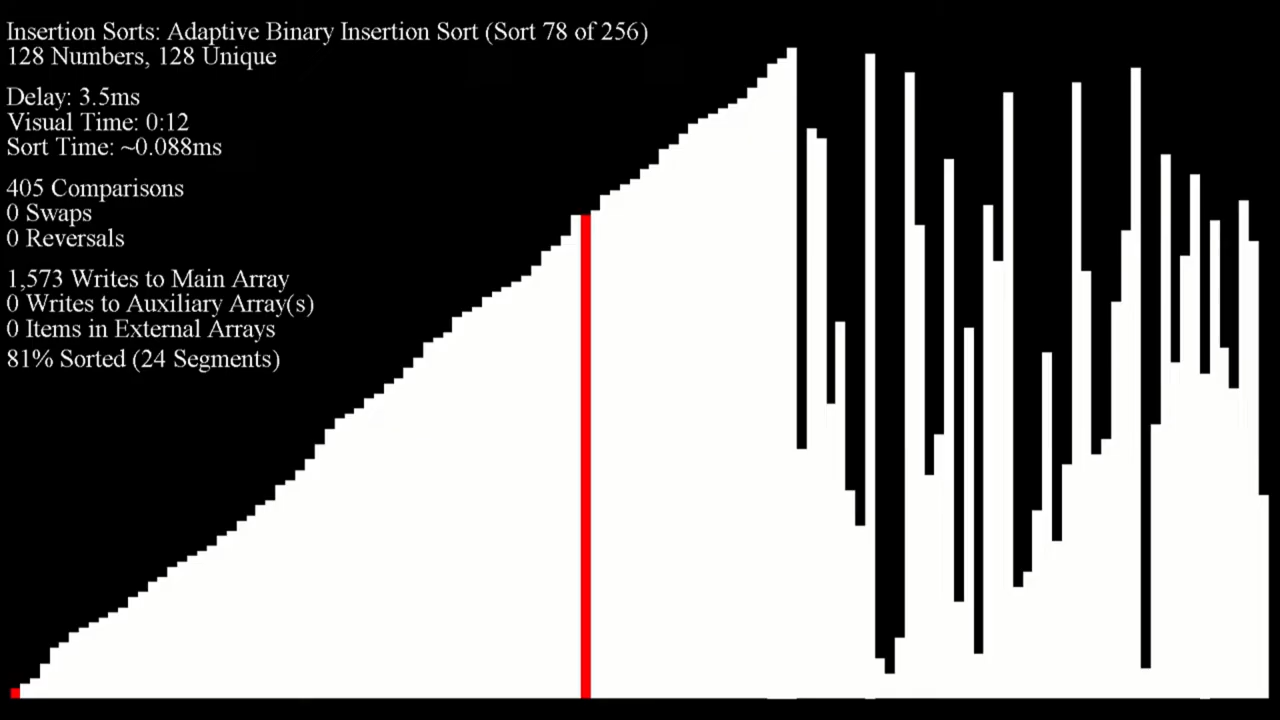 Insertion Sorts: Adaptive Binary Insertion Sort (Sort 78 of 256)
128 Numbers, 128 Unique
Delay: 3.5ms
Visual Time: 0:12
Sort Time: ~0.088ms
405 Comparisons
0 Swaps
0 Reversals
1,573 Writes to Main Array
0 Writes to Auxiliary Array(s)
0 Items in External Arrays
81% Sorted (24 Segments)